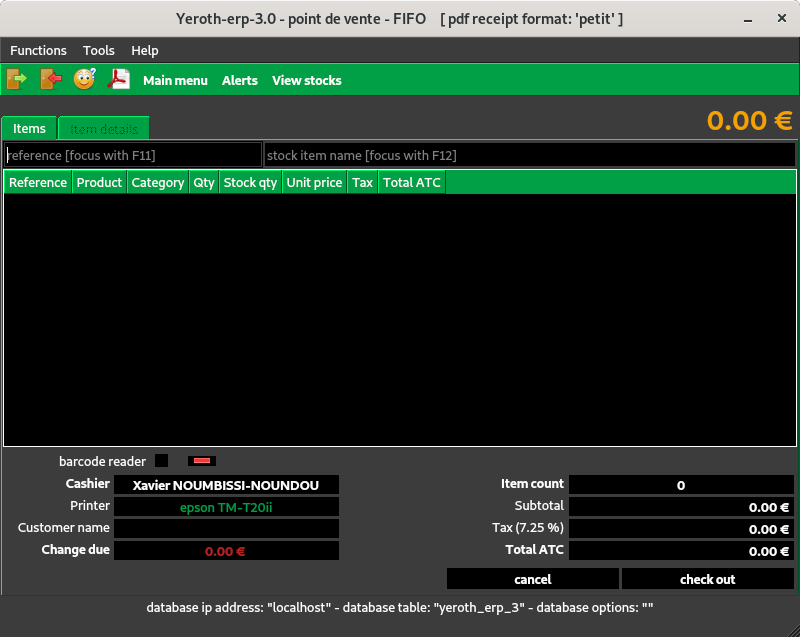 Yeroth-erp-3.0 - point de vente - FIFO [ pdf receipt format: 'petit' ]
Functions Tools Help
Main menu Alerts View stocks
0.00 €
Items Item details
reference [focus with F11] stock item name [focus with F12]
Reference Product Category Qty Stock qty Unit price Tax Total ATC
barcode reader
Cashier Xavier NOUMBISSI-NOUNDOU Item count 0
Printer epson TM-T20ii Subtotal 0.00 €
Customer name Tax (7.25 %) 0.00 €
Change due 0.00 € Total ATC 0.00 €
cancel check out
database ip address: "localhost" - database table: "yeroth_erp_3" - database options: ""